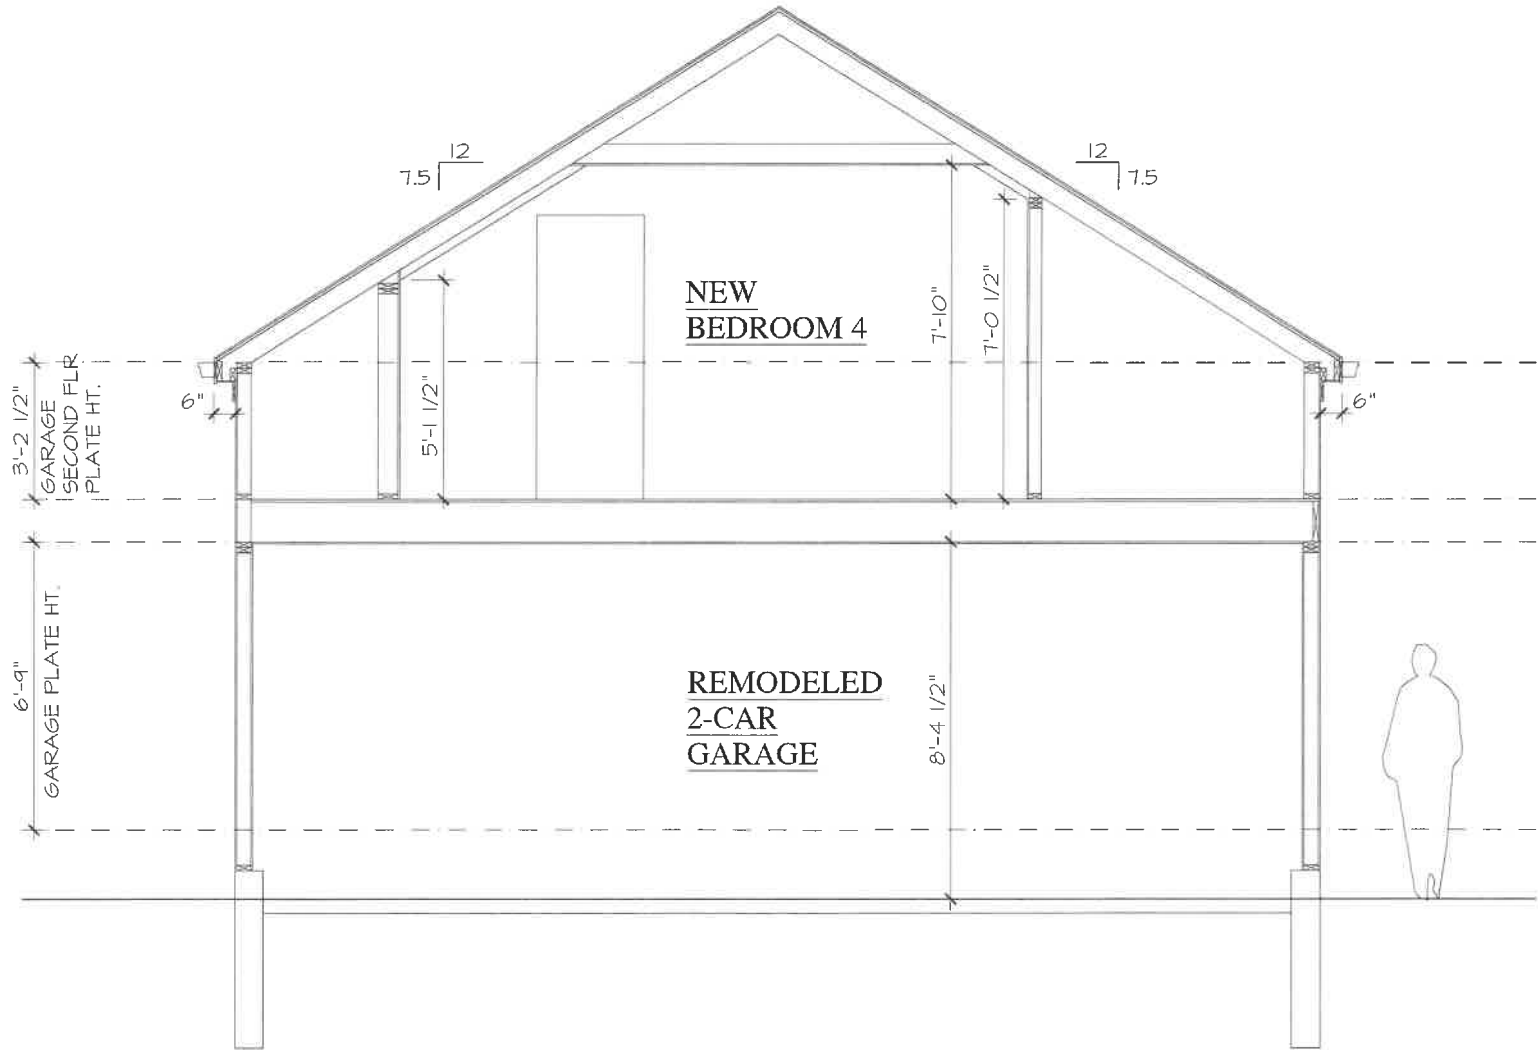 12
7.5
12
7.5
NEW
BEDROOM 4
7'-10"
7'-0 1/2"
5'-1 1/2"
3'-2 1/2"
GARAGE
SECOND FLR
PLATE HT.
6"
6"
6'-9"
GARAGE PLATE HT.
REMODELED
2-CAR
GARAGE
8'-4 1/2"